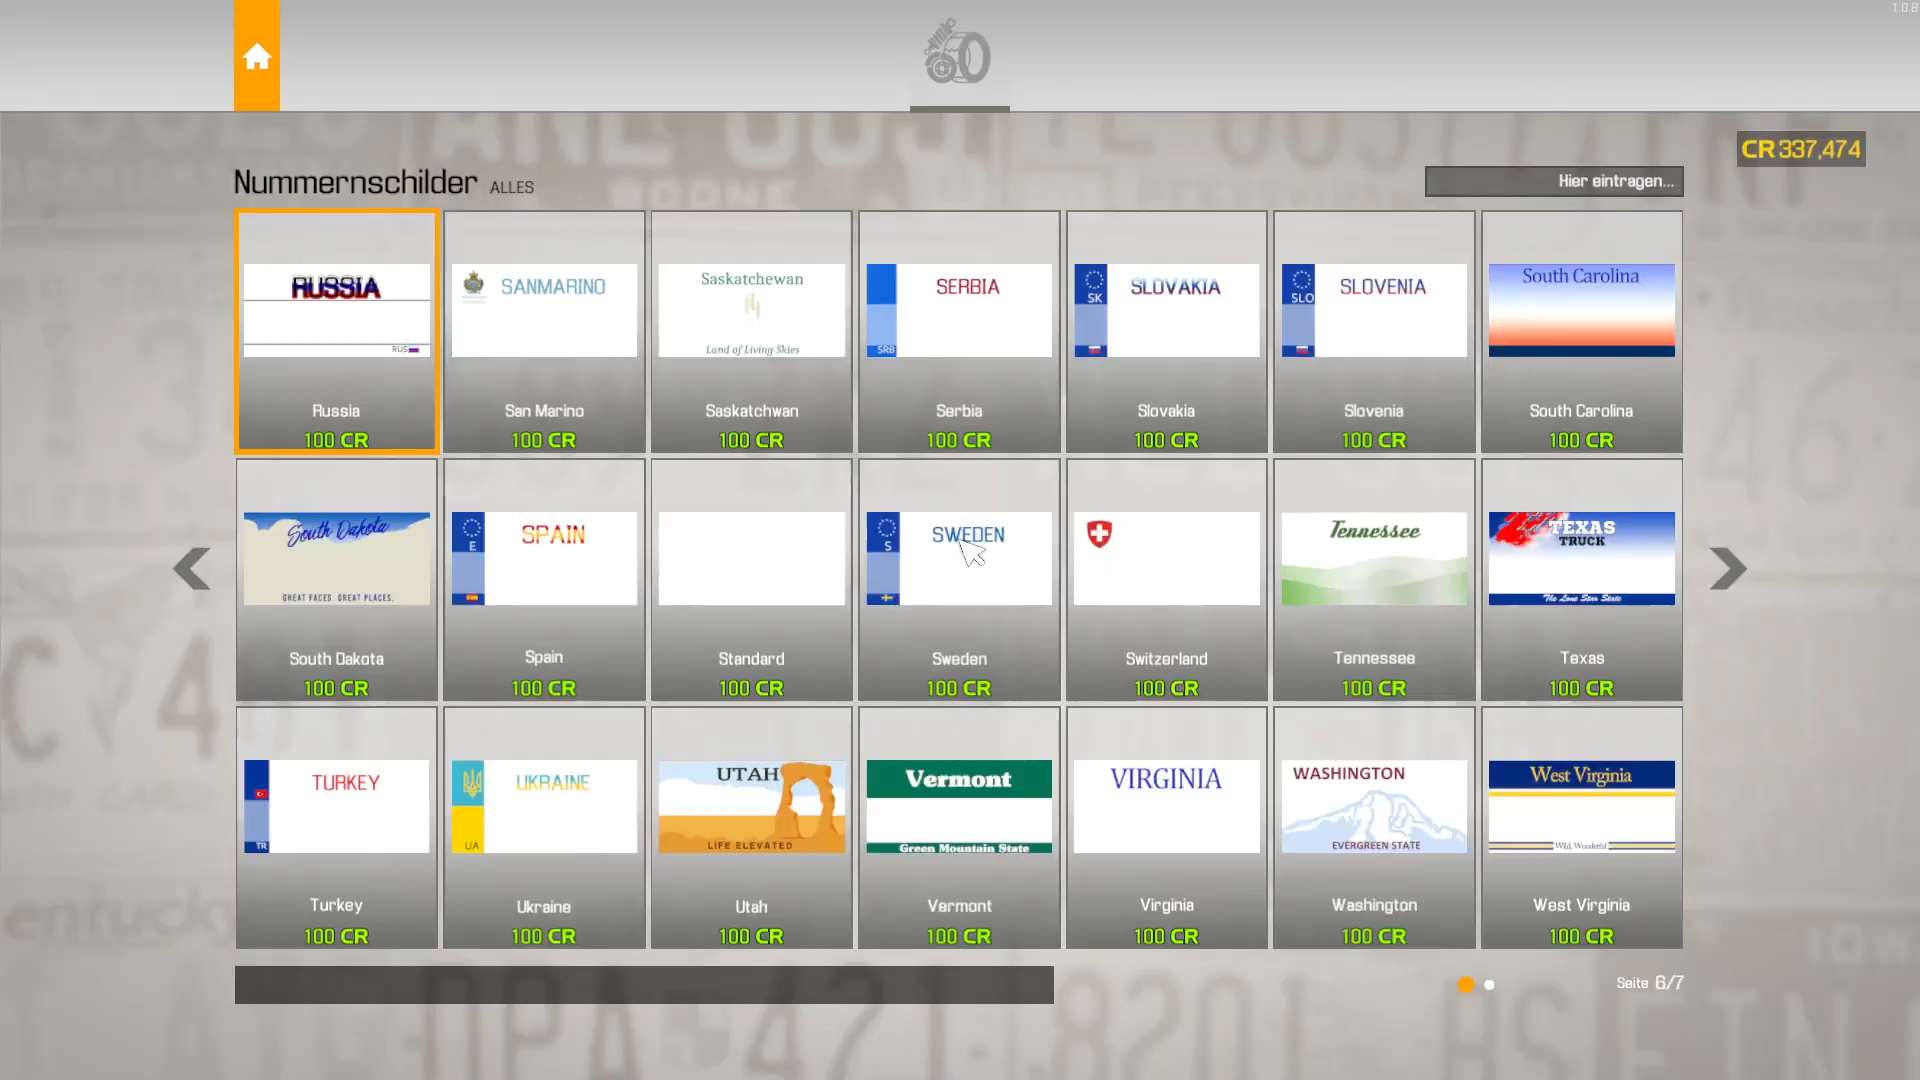 1.0.8
CR 337,474
Nummernschilder ALLES
Hier eintragen...
RUSSIA
RUS
Russia
100 CR
SANMARINO
San Marino
100 CR
Saskatchewan
Land of Living Skies
Saskatchwan
100 CR
SERBIA
SRB
Serbia
100 CR
SLOVAKIA
SK
Slovakia
100 CR
SLOVENIA
SLO
Slovenia
100 CR
South Carolina
South Carolina
100 CR
South Dakota
GREAT FACES. GREAT PLACES.
South Dakota
100 CR
SPAIN
E
Spain
100 CR
Standard
100 CR
SWEDEN
S
Sweden
100 CR
Switzerland
100 CR
Tennessee
Tennessee
100 CR
TEXAS
TRUCK
The Lone Star State
Texas
100 CR
TURKEY
TR
Turkey
100 CR
UKRAINE
UA
Ukraine
100 CR
UTAH
LIFE ELEVATED
Utah
100 CR
Vermont
Green Mountain State
Vermont
100 CR
VIRGINIA
Virginia
100 CR
WASHINGTON
EVERGREEN STATE
Washington
100 CR
West Virginia
Wild, Wonderful
West Virginia
100 CR
Seite 6/7